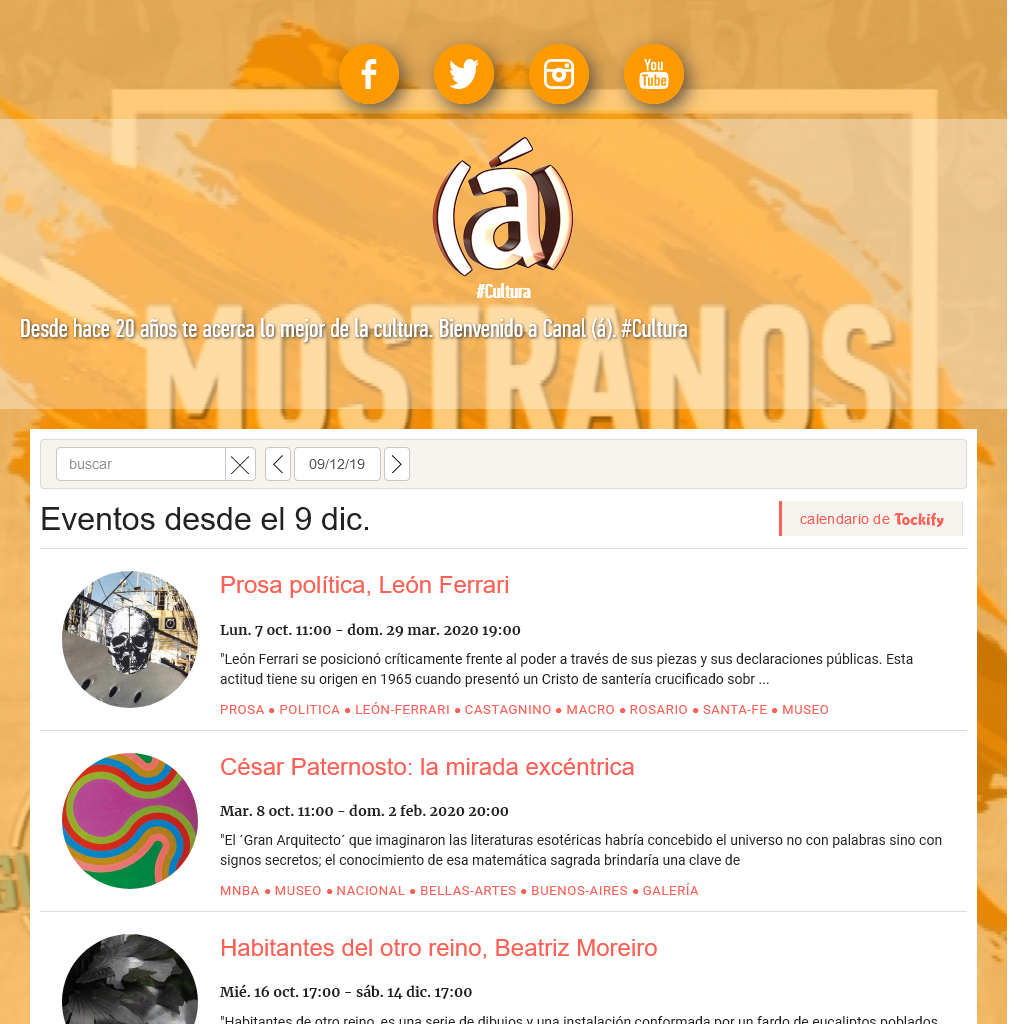 You
Tube
(á)
#Cultura
Desde hace 20 años te acerca lo mejor de la cultura. Bienvenido a Canal (á). #Cultura
MOSTRANOS
buscar
09/12/19
Eventos desde el 9 dic.
calendario de Tockify
Prosa política, León Ferrari
Lun. 7 oct. 11:00 - dom. 29 mar. 2020 19:00
"León Ferrari se posicionó críticamente frente al poder a través de sus piezas y sus declaraciones públicas. Esta
actitud tiene su origen en 1965 cuando presentó un Cristo de santería crucificado sobr ...
PROSA ● POLITICA ● LEÓN-FERRARI ● CASTAGNINO ● MACRO ● ROSARIO ● SANTA-FE ● MUSEO
César Paternosto: la mirada excéntrica
Mar. 8 oct. 11:00 - dom. 2 feb. 2020 20:00
"El ´Gran Arquitecto´ que imaginaron las literaturas esotéricas habría concebido el universo no con palabras sino con
signos secretos; el conocimiento de esa matemática sagrada brindaría una clave de
MNBA ● MUSEO ● NACIONAL ● BELLAS-ARTES ● BUENOS-AIRES ● GALERÍA
Habitantes del otro reino, Beatriz Moreiro
Mié. 16 oct. 17:00 - sáb. 14 dic. 17:00
"Habitantes de otro reino, es una serie de dibujos y una instalación conformada por un fardo de eucaliptos poblados